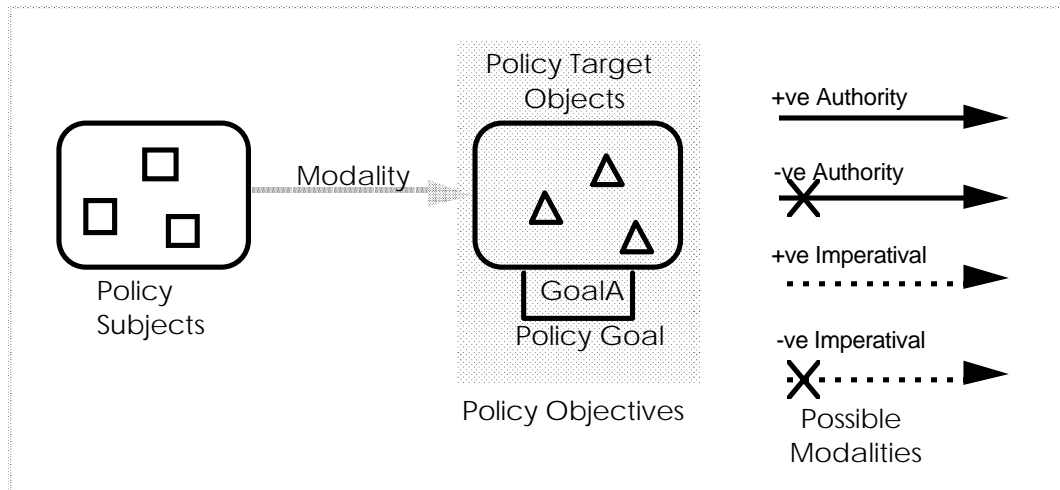 Policy Target
Objects
Modality
Policy
Subjects
GoalA
Policy Goal
Policy Objectives
+ve Authority
-ve Authority
+ve Imperatival
-ve Imperatival
Possible
Modalities